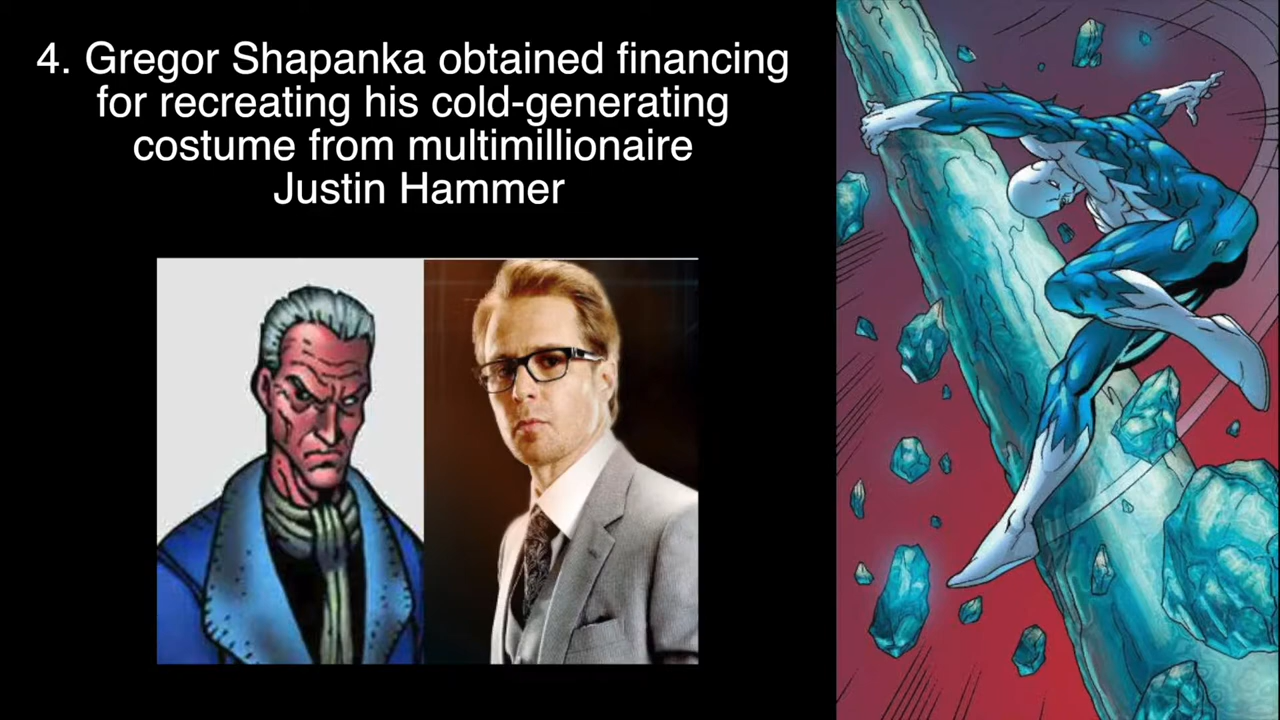 4. Gregor Shapanka obtained financing
for recreating his cold-generating
costume from multimillionaire
Justin Hammer